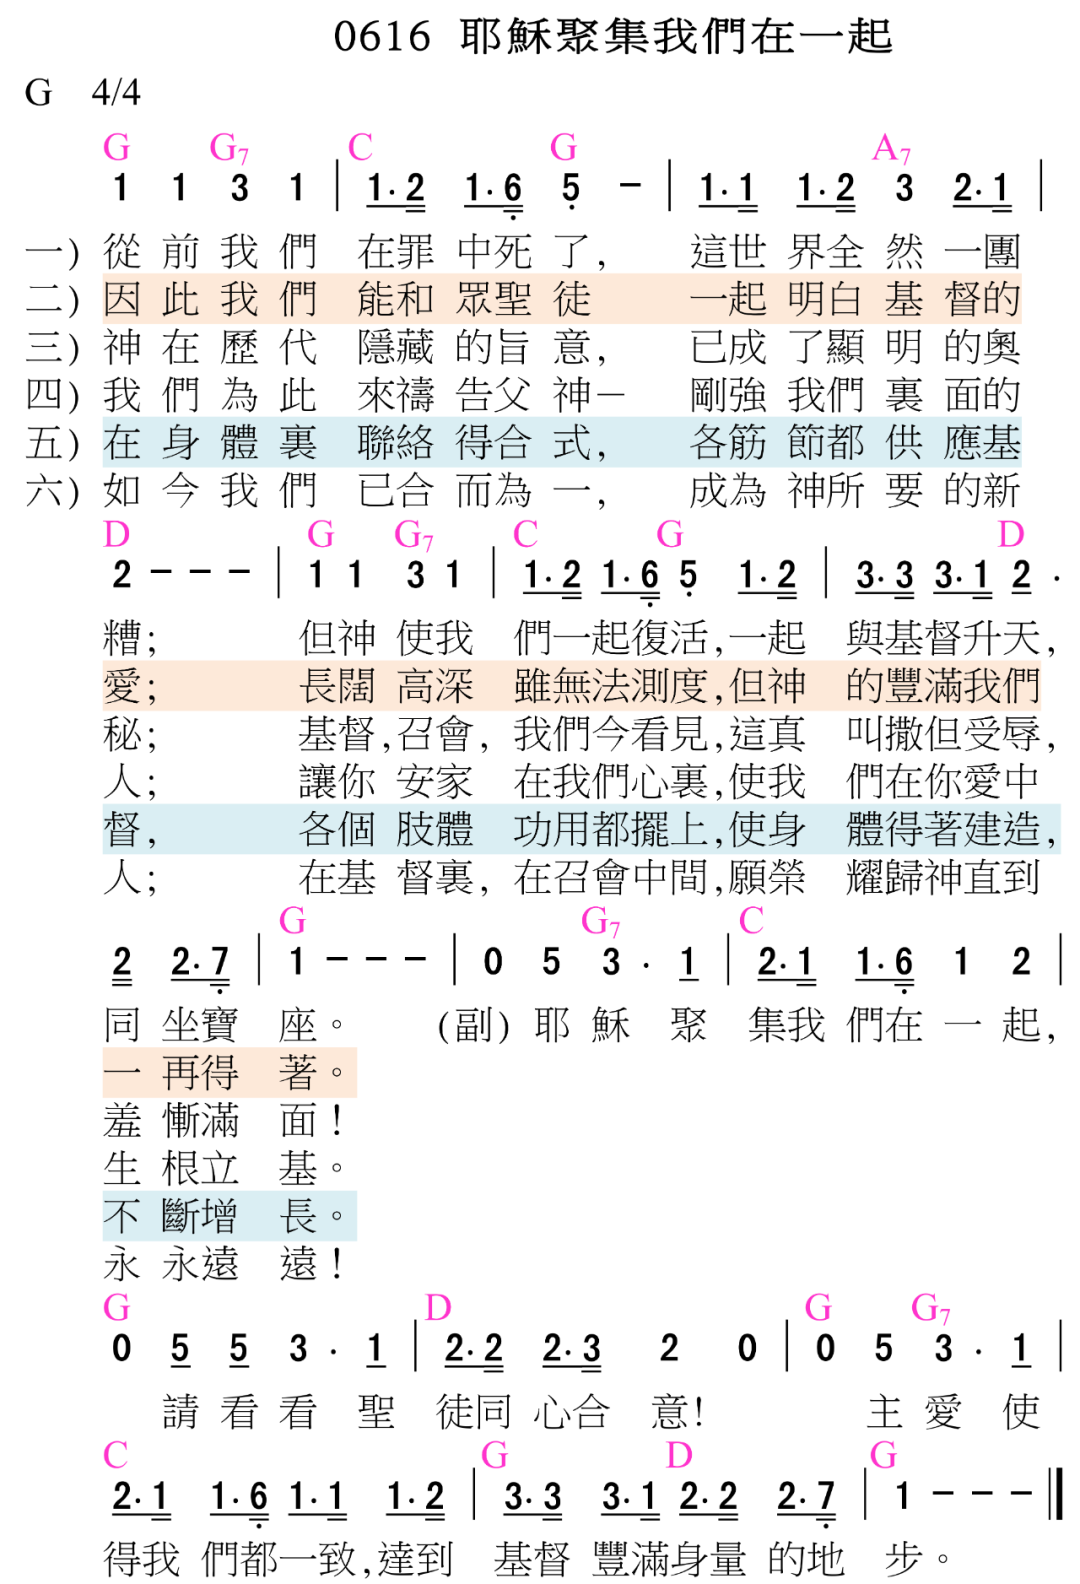 0616 耶穌聚集我們在一起
G 4/4
G G7 C G A7
1 1 3 1 | 1·2 1·6 5 － | 1·1 1·2 3 2·1 |
一) 從 前 我 們 在罪 中死 了， 這世 界全 然 一團
二) 因 此 我 們 能和 眾聖 徒 一起 明白 基 督的
三) 神 在 歷 代 隱藏 的旨 意， 已成 了顯 明 的奧
四) 我 們 為 此 來禱 告父 神－ 剛強 我們 裏 面的
五) 在 身 體 裏 聯絡 得合 式， 各筋 節都 供 應基
六) 如 今 我 們 已合 而為 一， 成為 神所 要 的新
D G G7 C G D
2 － － － | 1 1 3 1 | 1·2 1·6 5 1·2 | 3·3 3·1 2 ·
糟； 但神 使我 們一起復活，一起 與基督升天，
愛； 長闊 高深 雖無法測度，但神 的豐滿我們
秘； 基督，召會， 我們今看見，這真 叫撒但受辱，
人； 讓你 安家 在我們心裏，使我 們在你愛中
督， 各個 肢體 功用都擺上，使身 體得著建造，
人； 在基 督裏， 在召會中間，願榮 耀歸神直到
G G7 C
2 2·7 | 1 － － － | 0 5 3 · 1 | 2·1 1·6 1 2 |
同 坐寶 座。 (副) 耶 穌 聚 集我 們在 一 起，
一 再得 著。
羞 慚滿 面！
生 根立 基。
不 斷增 長。
永 永遠 遠！
G D G G7
0 5 5 3 · 1 | 2·2 2·3 2 0 | 0 5 3 · 1 |
請 看 看 聖 徒同 心合 意！ 主 愛 使
C G D G
2·1 1·6 1·1 1·2 | 3·3 3·1 2·2 2·7 | 1 － － － ‖
得我 們都一致，達到 基督 豐滿身量 的地 步。